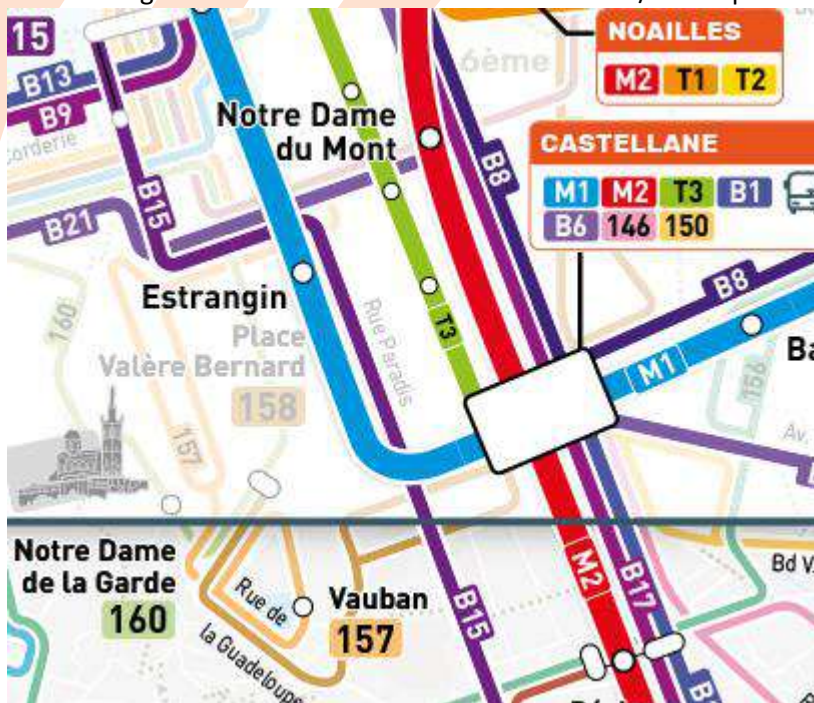 15
B13
B9
B21
B15
Notre Dame
du Mont
6ème
B8
NOAILLES
M2 T1 T2
CASTELLANE
M1 M2 T3 B1
B6 146 150
B8
Estrangin
Place
Valère Bernard
158
160
157
Rue Paradis
T3
M1
156
Av.
Notre Dame
de la Garde
160
Rue de
la Guadeloupe
Vauban
157
B15
M2
B17